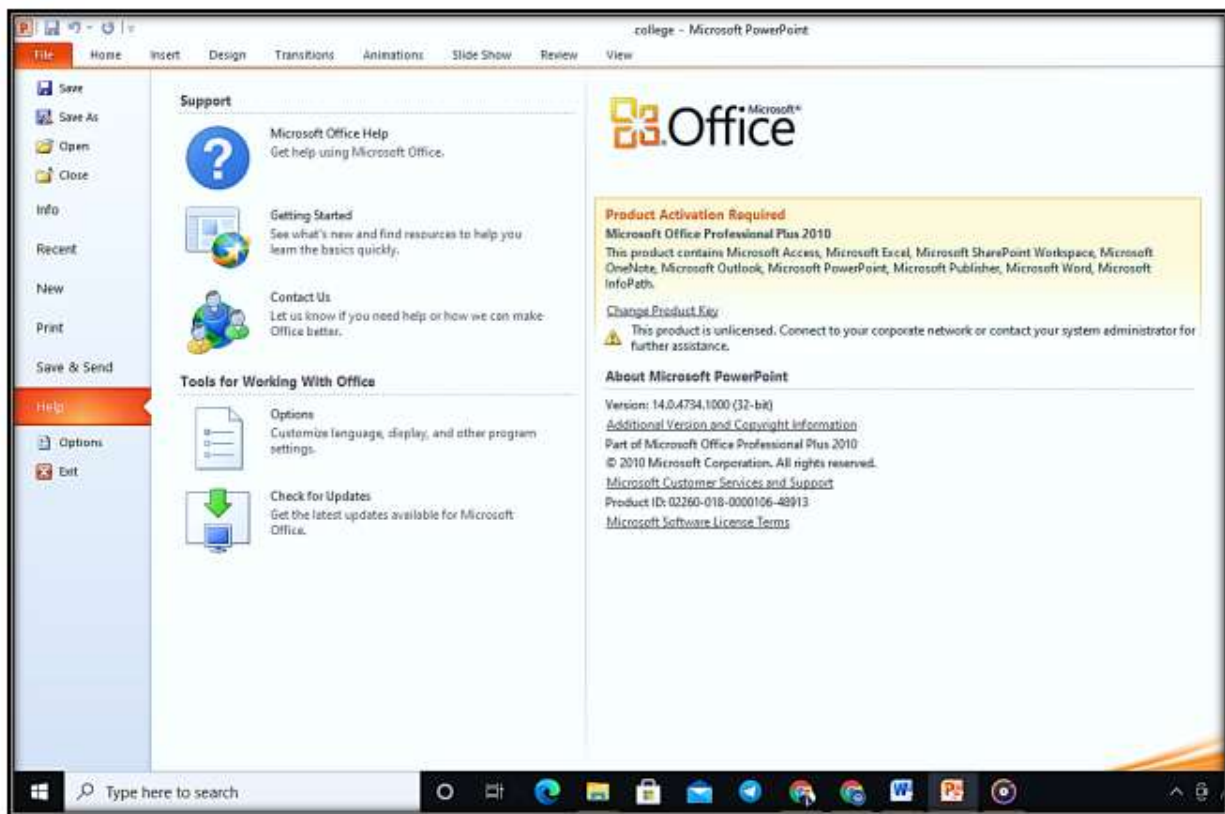 college - Microsoft PowerPoint
File Home Insert Design Transitions Animations Slide Show Review View
Save
Save As
Open
Close
Info
Recent
New
Print
Save & Send
Help
Options
Exit
Support
Microsoft Office Help
Get help using Microsoft Office.
Getting Started
See what's new and find resources to help you
learn the basics quickly.
Contact Us
Let us know if you need help or how we can make
Office better.
Tools for Working With Office
Options
Customize language, display, and other program
settings.
Check for Updates
Get the latest updates available for Microsoft
Office.
Microsoft®
Office
Product Activation Required
Microsoft Office Professional Plus 2010
This product contains Microsoft Access, Microsoft Excel, Microsoft SharePoint Workspace, Microsoft
OneNote, Microsoft Outlook, Microsoft PowerPoint, Microsoft Publisher, Microsoft Word, Microsoft
InfoPath.
Change Product Key
This product is unlicensed. Connect to your corporate network or contact your system administrator for
further assistance.
About Microsoft PowerPoint
Version: 14.0.4734.1000 (32-bit)
Additional Version and Copyright Information
Part of Microsoft Office Professional Plus 2010
© 2010 Microsoft Corporation. All rights reserved.
Microsoft Customer Services and Support
Product ID: 02260-018-0000106-48913
Microsoft Software License Terms
Type here to search